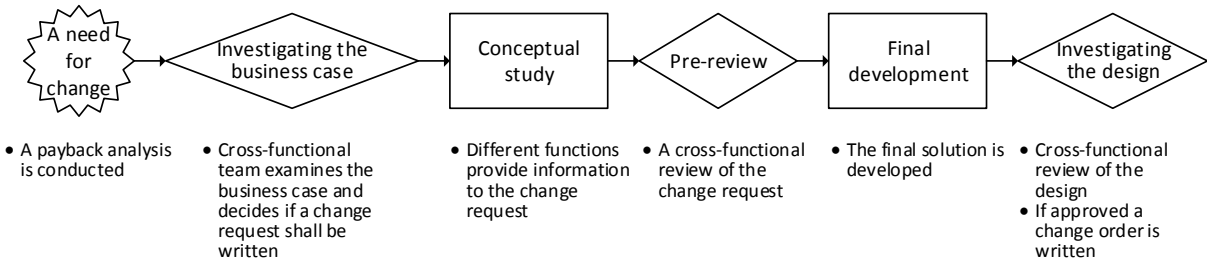 A need
for
change
Investigating the
business case
Conceptual
study
Pre-review
Final
development
Investigating
the design
• A payback analysis
is conducted
• Cross-functional
team examines the
business case and
decides if a change
request shall be
written
• Different functions
provide information
to the change
request
• A cross-functional
review of the
change request
• The final solution is
developed
• Cross-functional
review of the
design
• If approved a
change order is
written